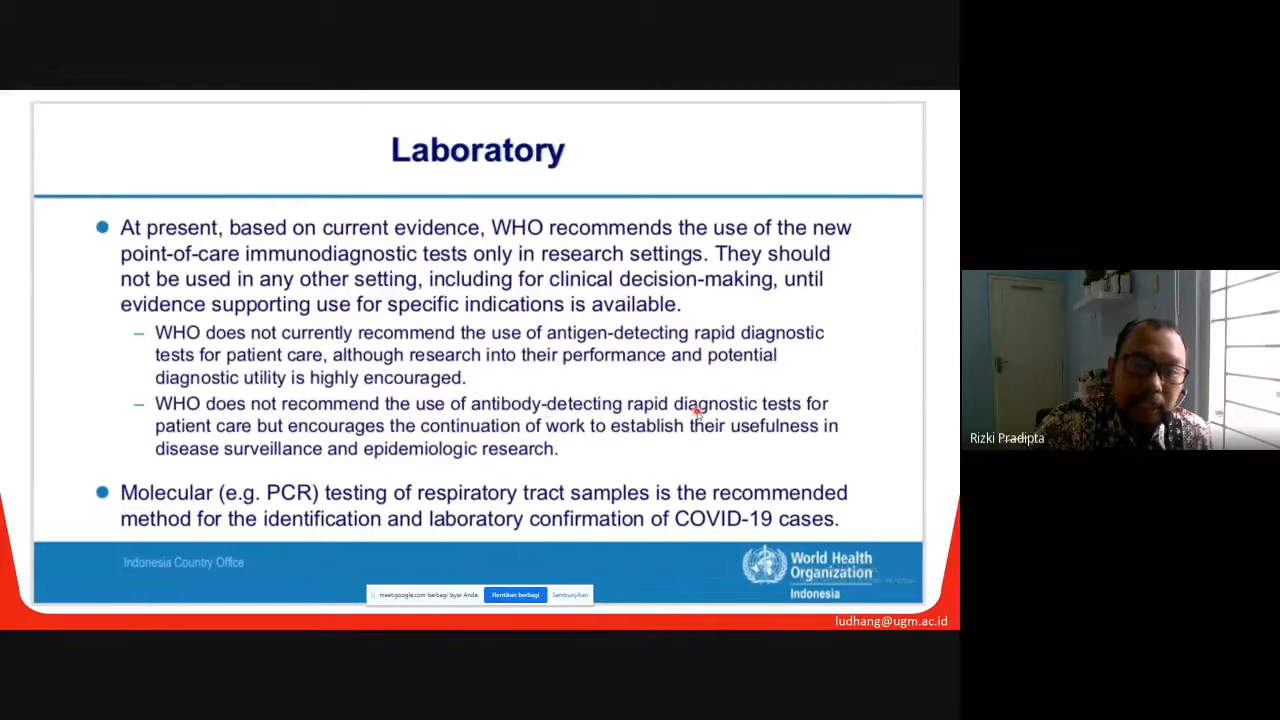 Laboratory
At present, based on current evidence, WHO recommends the use of the new
point-of-care immunodiagnostic tests only in research settings. They should
not be used in any other setting, including for clinical decision-making, until
evidence supporting use for specific indications is available.
– WHO does not currently recommend the use of antigen-detecting rapid diagnostic
tests for patient care, although research into their performance and potential
diagnostic utility is highly encouraged.
– WHO does not recommend the use of antibody-detecting rapid diagnostic tests for
patient care but encourages the continuation of work to establish their usefulness in
disease surveillance and epidemiologic research.
Molecular (e.g. PCR) testing of respiratory tract samples is the recommended
method for the identification and laboratory confirmation of COVID-19 cases.
Indonesia Country Office
World Health
Organization
Indonesia
meet.google.com berbagi layar Anda.
Hentikan berbagi
Sembunyikan
ludhang@ugm.ac.id
Rizki Pradipta